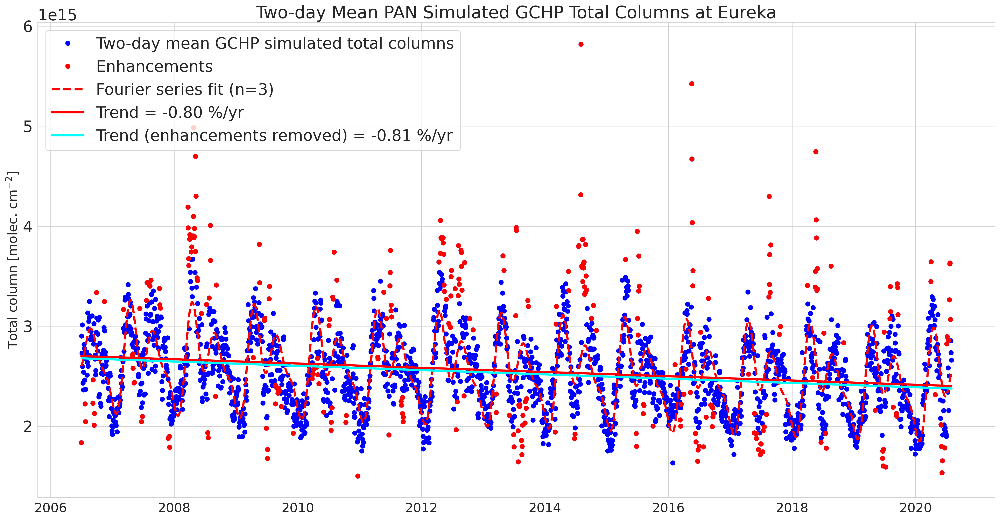 Two-day Mean PAN Simulated GCHP Total Columns at Eureka
1e15
Two-day mean GCHP simulated total columns
Enhancements
Fourier series fit (n=3)
Trend = -0.80 %/yr
Trend (enhancements removed) = -0.81 %/yr
Total column [molec. cm⁻²]
6
5
4
3
2
2006 2008 2010 2012 2014 2016 2018 2020